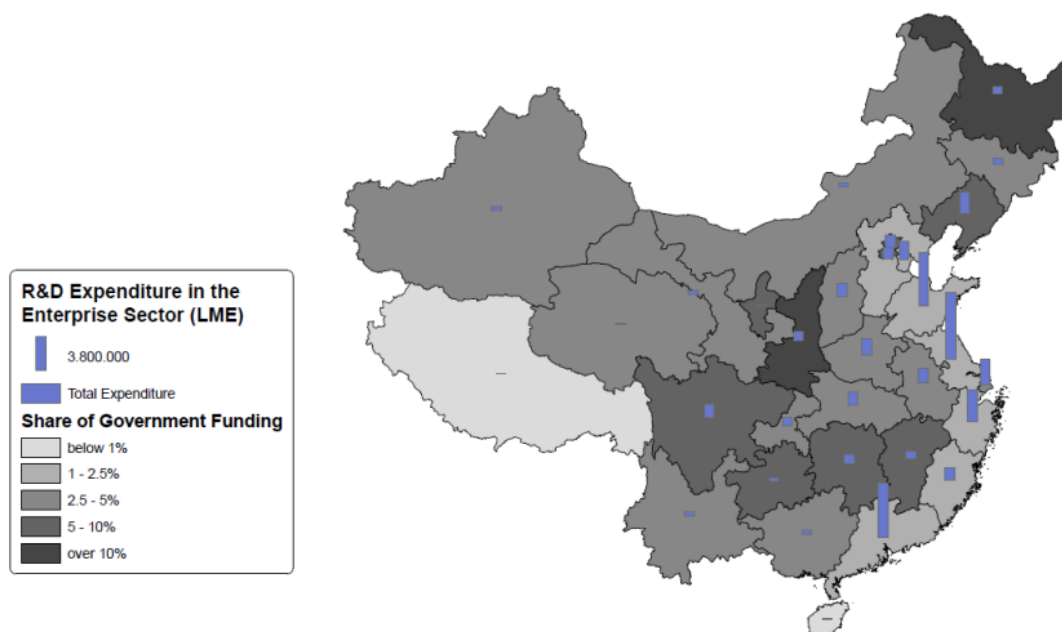 R&D Expenditure in the
Enterprise Sector (LME)
3.800.000
Total Expenditure
Share of Government Funding
below 1%
1 - 2.5%
2.5 - 5%
5 - 10%
over 10%